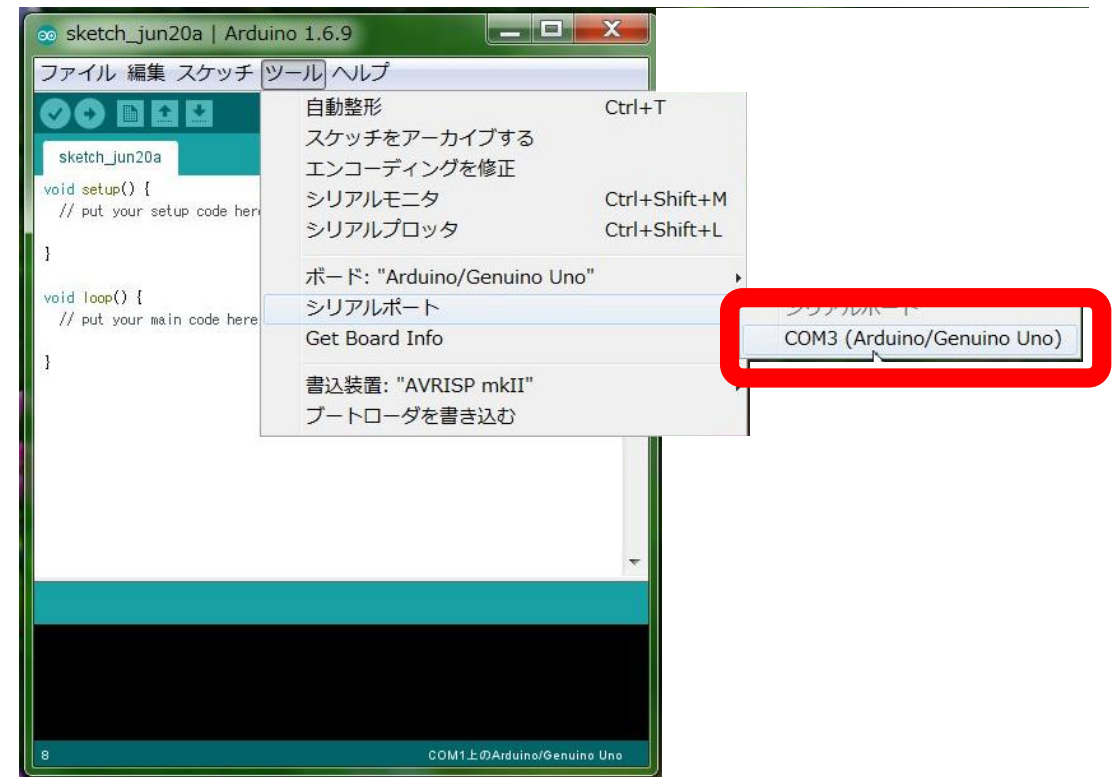 sketch_jun20a | Arduino 1.6.9
ファイル 編集 スケッチ ツール ヘルプ
自動整形 Ctrl+T
スケッチをアーカイブする
エンコーディングを修正
シリアルモニタ Ctrl+Shift+M
シリアルプロッタ Ctrl+Shift+L
ボード: "Arduino/Genuino Uno"
シリアルポート
Get Board Info
書込装置: "AVRISP mkII"
ブートローダを書き込む
シリアルポート
COM3 (Arduino/Genuino Uno)
sketch_jun20a
void setup() {
// put your setup code here
}
void loop() {
// put your main code here
}
8 COM1上のArduino/Genuino Uno